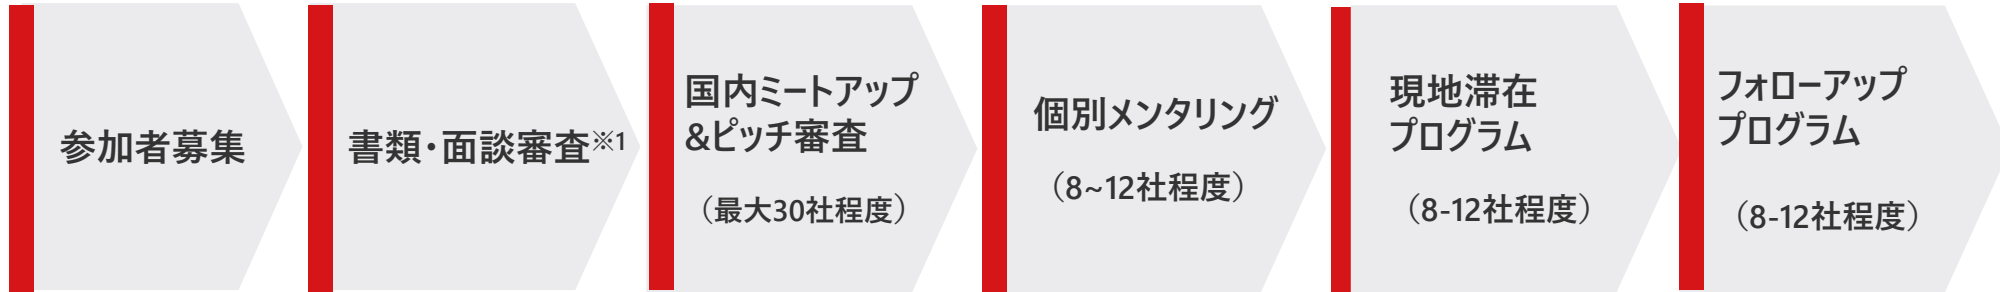 参加者募集
書類・面談審査※1
国内ミートアップ
&ピッチ審査
（最大30社程度）
個別メンタリング
（8~12社程度）
現地滞在
プログラム
（8-12社程度）
フォローアップ
プログラム
（8-12社程度）